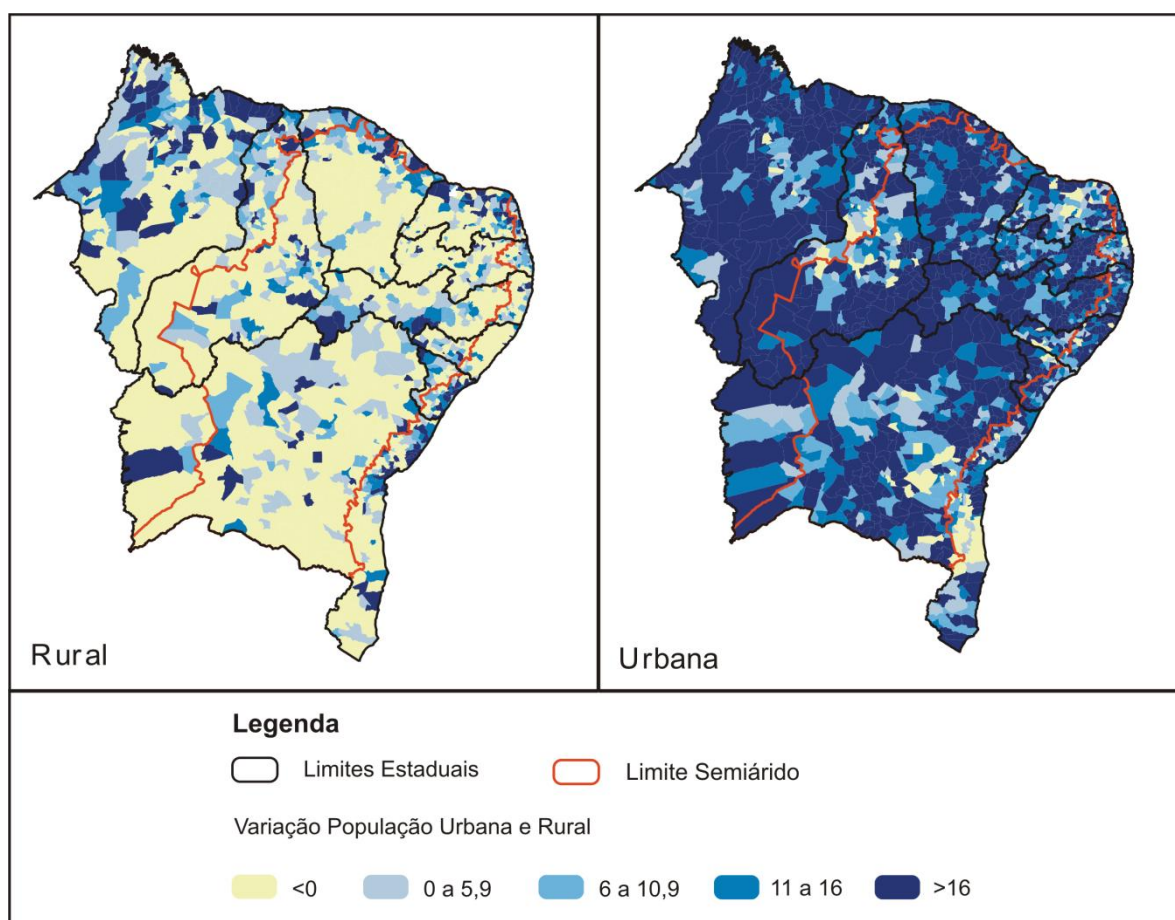 Rural
Urbana
Legenda
Limites Estaduais
Limite Semiárido
Variação População Urbana e Rural
<0
0 a 5,9
6 a 10,9
11 a 16
>16